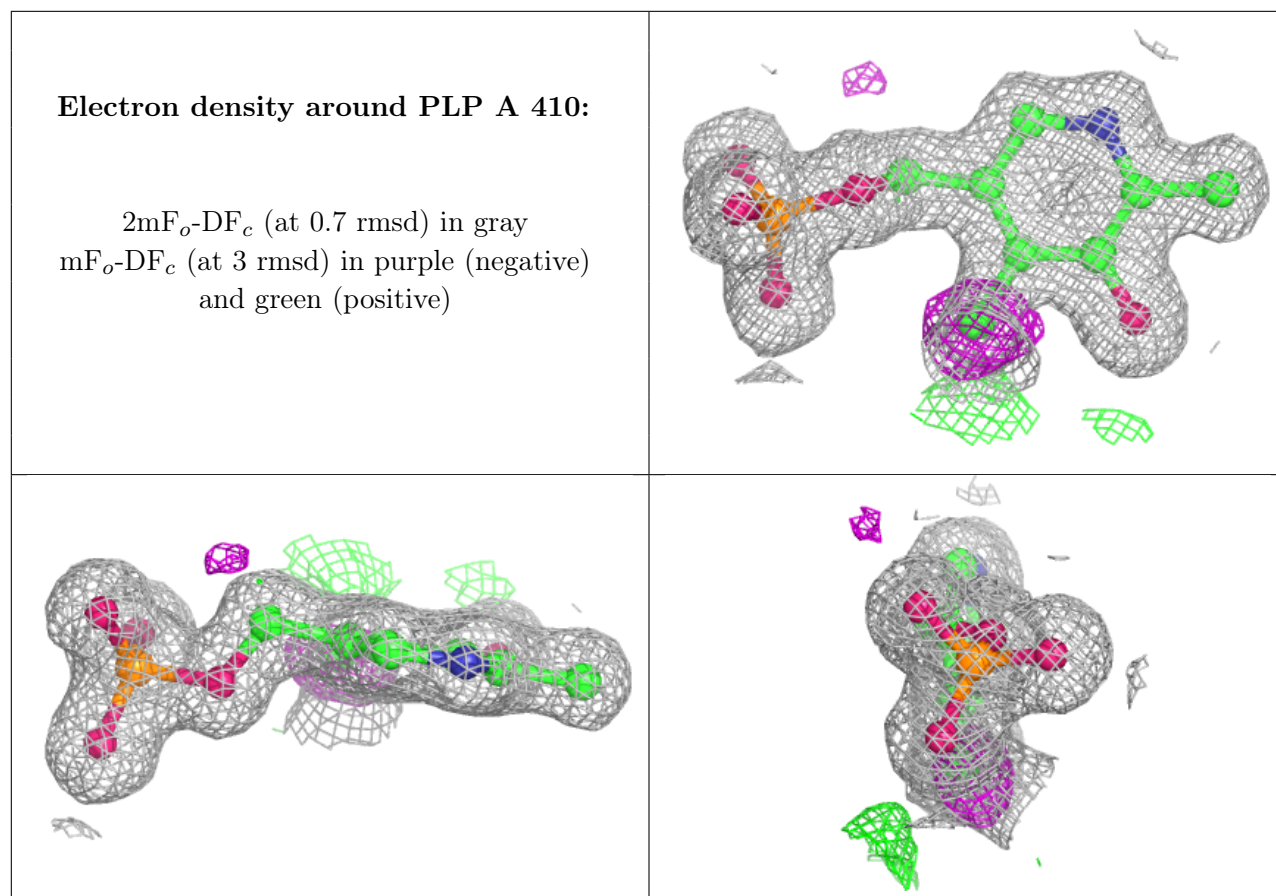 Electron density around PLP A 410:
2mFo-DFc (at 0.7 rmsd) in gray
mFo-DFc (at 3 rmsd) in purple (negative)
and green (positive)